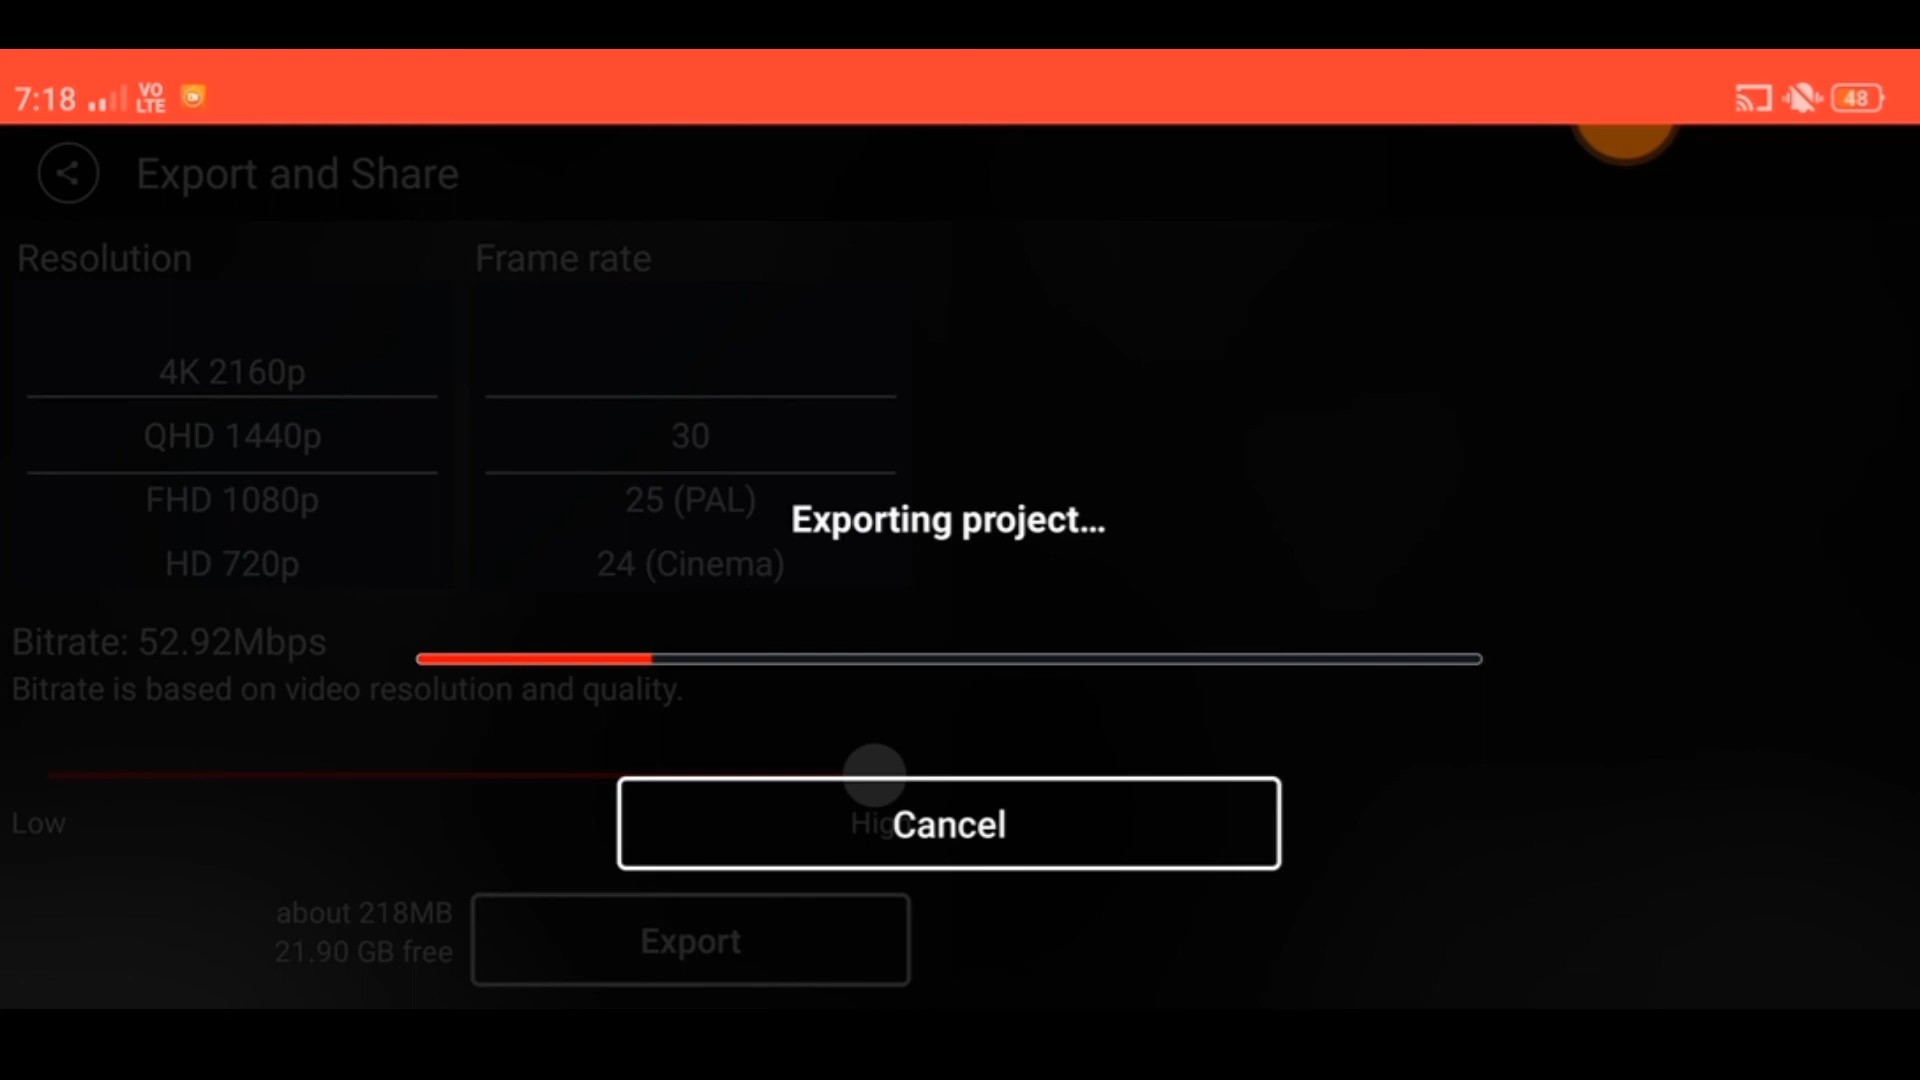 7:18 VO LTE 48
Export and Share
Resolution Frame rate
4K 2160p
QHD 1440p 30
FHD 1080p 25 (PAL)
Exporting project...
HD 720p 24 (Cinema)
Bitrate: 52.92Mbps
Bitrate is based on video resolution and quality.
Low High
Cancel
about 218MB
21.90 GB free
Export